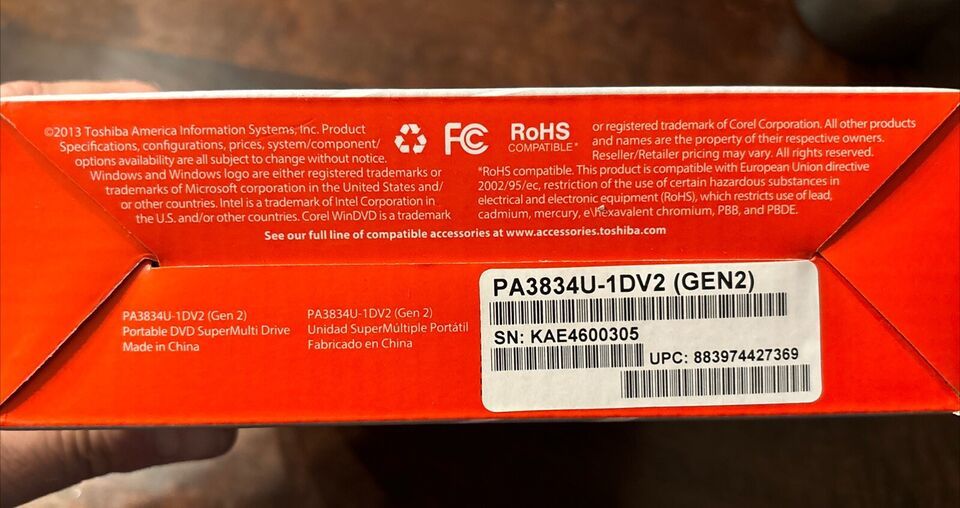 ©2013 Toshiba America Information Systems, Inc. Product
Specifications, configurations, prices, system/component/
options availability are all subject to change without notice.
Windows and Windows logo are either registered trademarks or
trademarks of Microsoft corporation in the United States and/
or other countries. Intel is a trademark of Intel Corporation in
the U.S. and/or other countries. Corel WinDVD is a trademark
FC
RoHS
COMPATIBLE*
or registered trademark of Corel Corporation. All other products
and names are the property of their respective owners.
Reseller/Retailer pricing may vary. All rights reserved.
*RoHS compatible. This product is compatible with European Union directive
2002/95/ec, restriction of the use of certain hazardous substances in
electrical and electronic equipment (RoHS), which restricts use of lead,
cadmium, mercury, e\hexavalent chromium, PBB, and PBDE.
See our full line of compatible accessories at www.accessories.toshiba.com
PA3834U-1DV2 (Gen 2)
Portable DVD SuperMulti Drive
Made in China
PA3834U-1DV2 (Gen 2)
Unidad SuperMúltiple Portátil
Fabricado en China
PA3834U-1DV2 (GEN2)
SN: KAE4600305
UPC: 883974427369